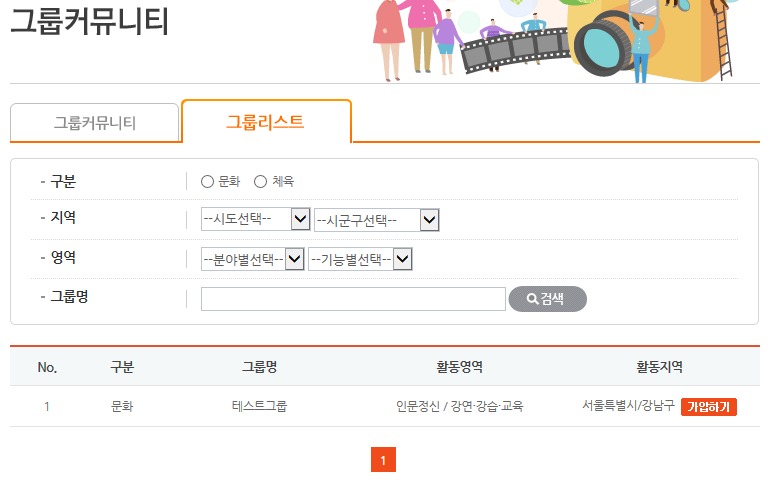 그룹커뮤니티
그룹커뮤니티 그룹리스트
- 구분 문화 체육
- 지역 --시도선택-- --시군구선택--
- 영역 --분야별선택-- --기능별선택--
- 그룹명 검색
No. 구분 그룹명 활동영역 활동지역
1 문화 테스트그룹 인문정신 / 강연·강습·교육 서울특별시/강남구 가압하기
1